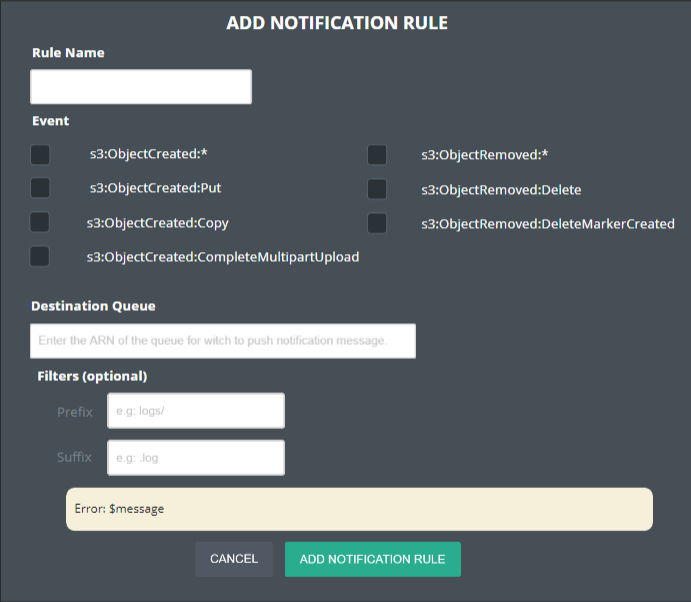 ADD NOTIFICATION RULE
Rule Name
Event
s3:ObjectCreated:*
s3:ObjectRemoved:*
s3:ObjectCreated:Put
s3:ObjectRemoved:Delete
s3:ObjectCreated:Copy
s3:ObjectRemoved:DeleteMarkerCreated
s3:ObjectCreated:CompleteMultipartUpload
Destination Queue
Enter the ARN of the queue for witch to push notification message.
Filters (optional)
Prefix
e.g: logs/
Suffix
e.g: .log
Error: $message
CANCEL
ADD NOTIFICATION RULE